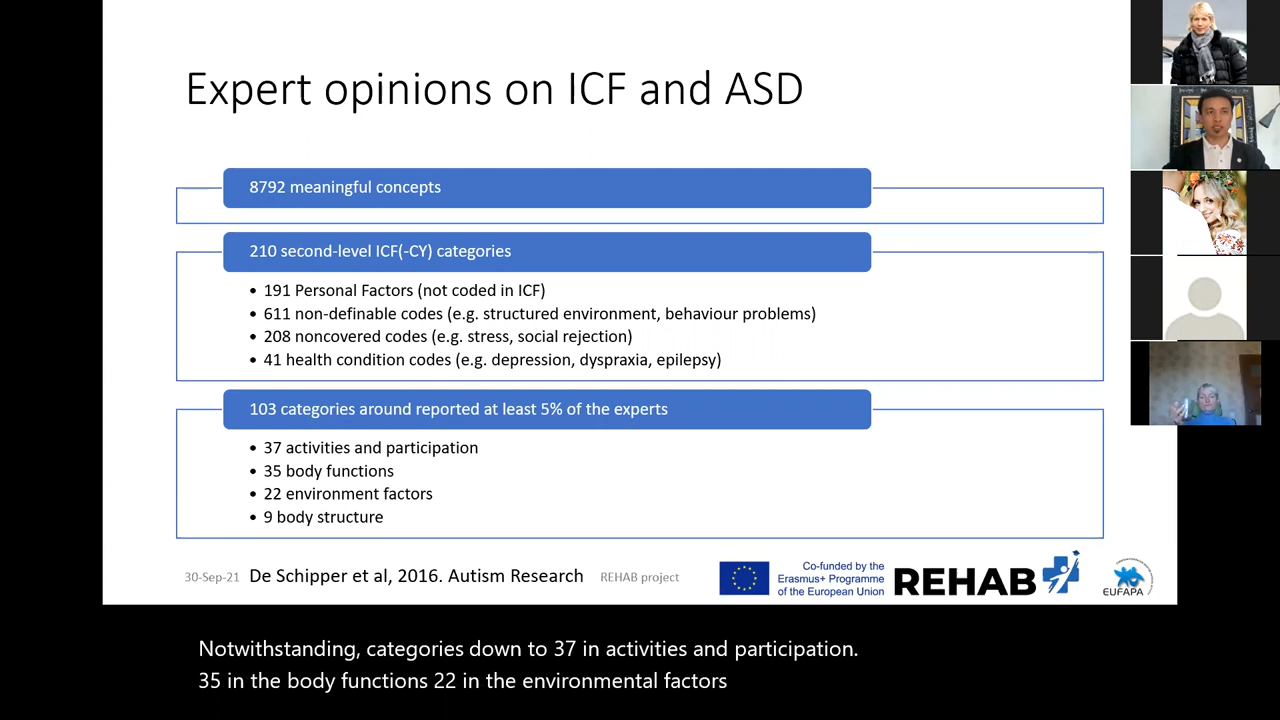 Expert opinions on ICF and ASD
8792 meaningful concepts
210 second-level ICF(-CY) categories
• 191 Personal Factors (not coded in ICF)
• 611 non-definable codes (e.g. structured environment, behaviour problems)
• 208 noncovered codes (e.g. stress, social rejection)
• 41 health condition codes (e.g. depression, dyspraxia, epilepsy)
103 categories around reported at least 5% of the experts
• 37 activities and participation
• 35 body functions
• 22 environment factors
• 9 body structure
30-Sep-21 De Schipper et al, 2016. Autism Research REHAB project
Co-funded by the
Erasmus+ Programme
of the European Union
REHAB
EUFAPA
Notwithstanding, categories down to 37 in activities and participation.
35 in the body functions 22 in the environmental factors